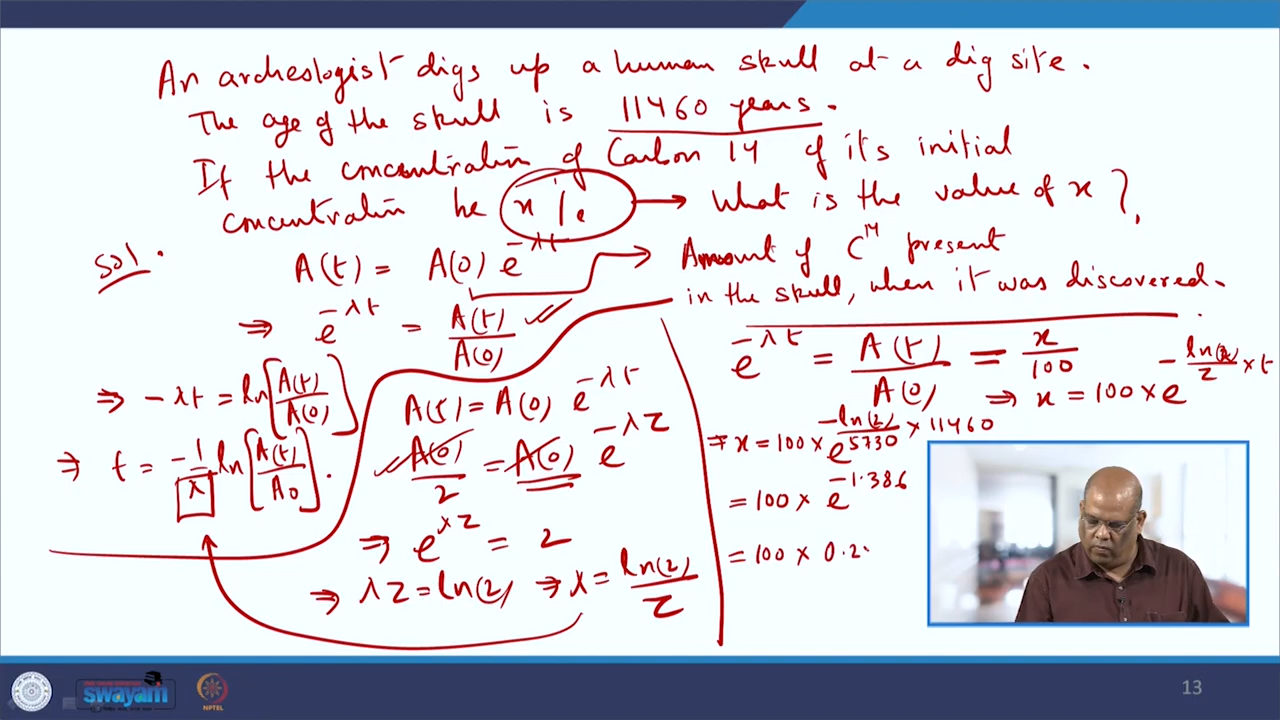 An archeologist digs up a human skull at a dig site.
The age of the skull is 11460 years.
If the concentration of Carbon 14 of its initial
concentration be x % → What is the value of x?
Sol.
A(t) = A(0) e^{-λt} → Amount of C^{14} present
in the skull, when it was discovered.
⇒ e^{-λt} = A(t)/A(0) ✓
⇒ -λt = ln[A(t)/A(0)]
⇒ t = -1/λ ln[A(t)/A0].
A(t) = A(0) e^{-λt}
A(0)/2 = A(0) e^{-λτ}
⇒ e^{λτ} = 2
⇒ λτ = ln(2) ⇒ λ = ln(2)/τ
e^{-λt} = A(t)/A(0) = x/100
⇒ x = 100 × e^{-ln(2)/τ × t}
⇒ x = 100 × e^{-ln(2)/5730 × 11460}
= 100 × e^{-1.386}
= 100 × 0.2
swayam
NPTEL
13